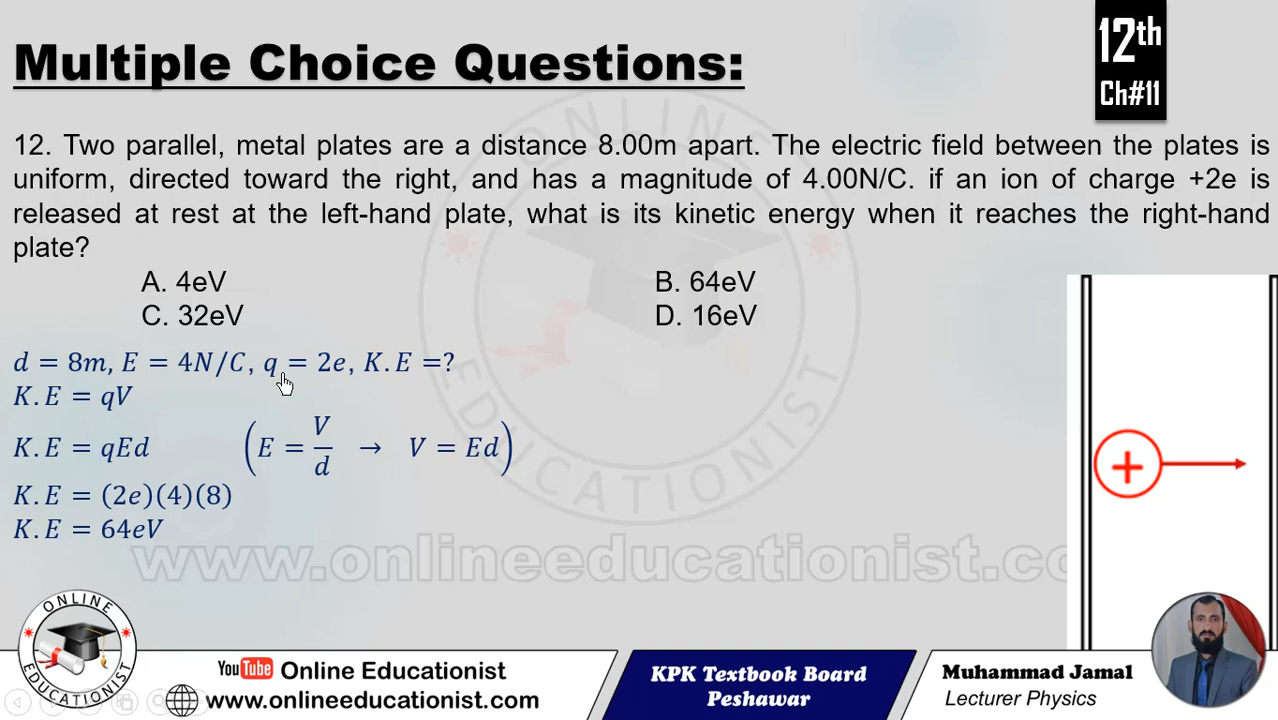 Multiple Choice Questions:
12th
Ch#11
12. Two parallel, metal plates are a distance 8.00m apart. The electric field between the plates is
uniform, directed toward the right, and has a magnitude of 4.00N/C. if an ion of charge +2e is
released at rest at the left-hand plate, what is its kinetic energy when it reaches the right-hand
plate?
A. 4eV B. 64eV
C. 32eV D. 16eV
d = 8m, E = 4N/C, q = 2e, K.E =?
K.E = qV
K.E = qEd (E = V/d → V = Ed)
K.E = (2e)(4)(8)
K.E = 64eV
+
ONLINE
EDUCATIONIST
www.onlineeducationist.co
ONLINE
EDUCATIONIST
YouTube Online Educationist
www.onlineeducationist.com
KPK Textbook Board
Peshawar
Muhammad Jamal
Lecturer Physics